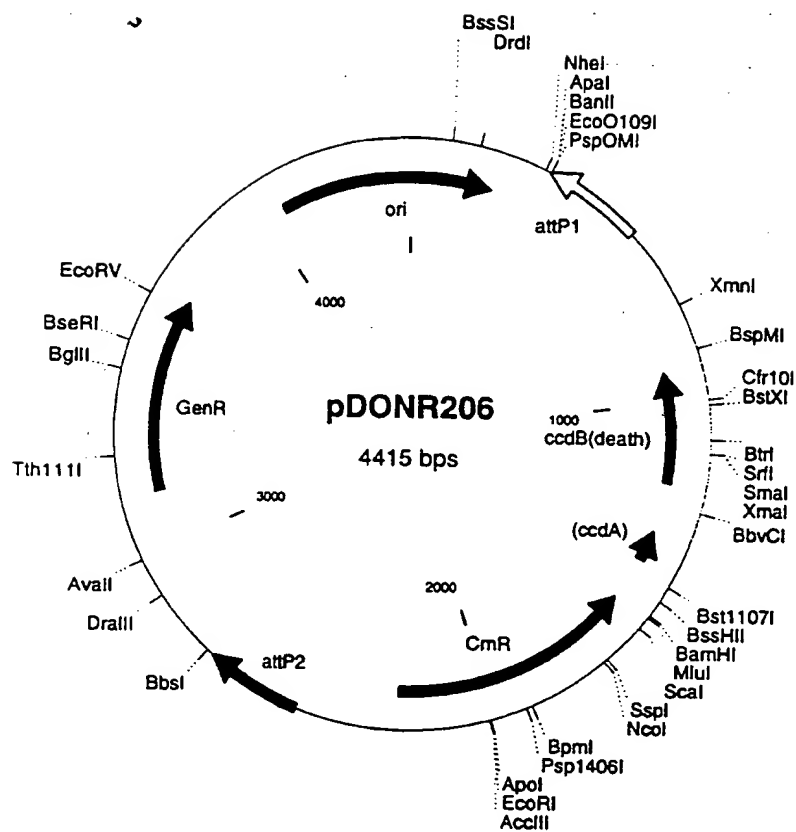 BssSI
DrdI
NheI
ApaI
BanII
EcoO109I
PspOMI
attP1
ori
XmnI
BspMI
Cfr10I
BstXI
BtrI
SrfI
SmaI
XmaI
BbvCI
EcoRV
BseRI
BglII
GenR
Tth111I
AvaII
DraIII
BbsI
attP2
4000
pDONR206
4415 bps
1000
ccdB(death)
3000
(ccdA)
2000
CmR
Bst1107I
BssHII
BamHI
MluI
ScaI
SspI
NcoI
BpmI
Psp1406I
ApoI
EcoRI
AccIII